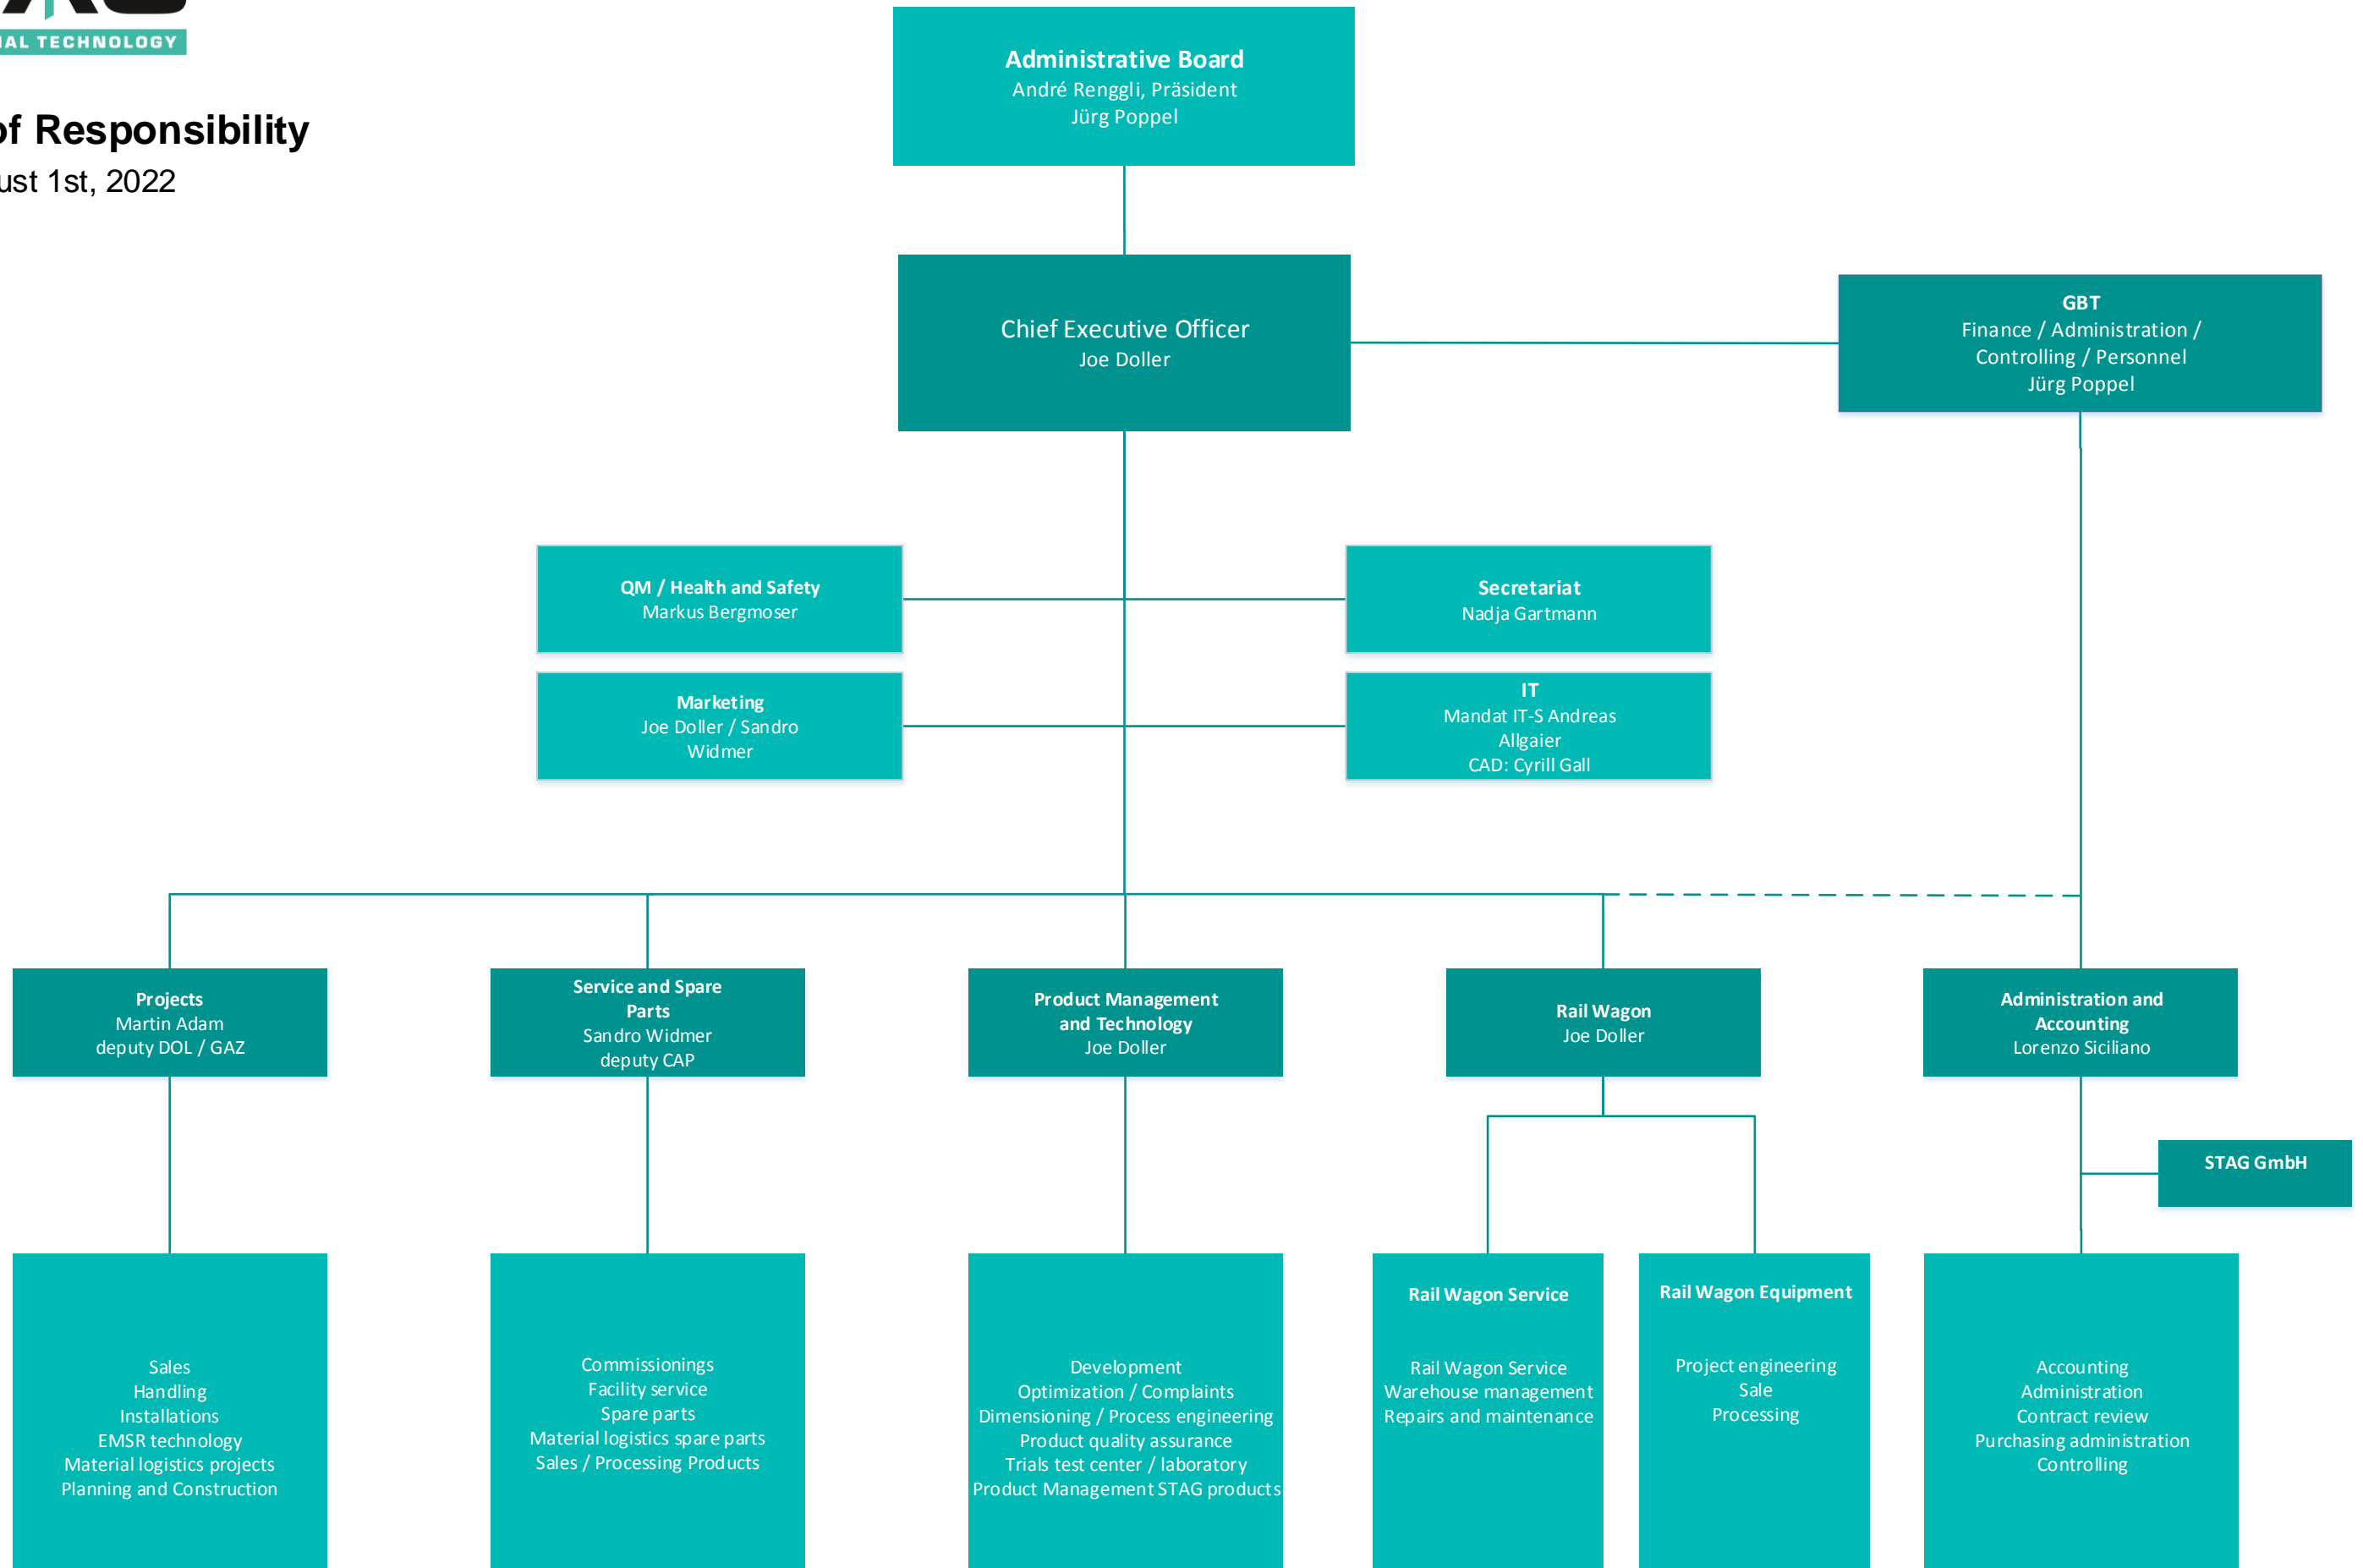 TECHNOLOGY
of Responsibility
1st, 2022
Administrative Board
André Renggli, Präsident
Jürg Poppel
Chief Executive Officer
Joe Doller
GBT
Finance / Administration /
Controlling / Personnel
Jürg Poppel
QM / Health and Safety
Markus Bergmoser
Secretariat
Nadja Gartmann
Marketing
Joe Doller / Sandro
Widmer
IT
Mandat IT-S Andreas
Allgaier
CAD: Cyrill Gall
Projects
Martin Adam
deputy DOL / GAZ
Service and Spare
Parts
Sandro Widmer
deputy CAP
Product Management
and Technology
Joe Doller
Rail Wagon
Joe Doller
Administration and
Accounting
Lorenzo Siciliano
STAG GmbH
Sales
Handling
Installations
EMSR technology
Material logistics projects
Planning and Construction
Commissionings
Facility service
Spare parts
Material logistics spare parts
Sales / Processing Products
Development
Optimization / Complaints
Dimensioning / Process engineering
Product quality assurance
Trials test center / laboratory
Product Management STAG products
Rail Wagon Service
Rail Wagon Service
Warehouse management
Repairs and maintenance
Rail Wagon Equipment
Project engineering
Sale
Processing
Accounting
Administration
Contract review
Purchasing administration
Controlling